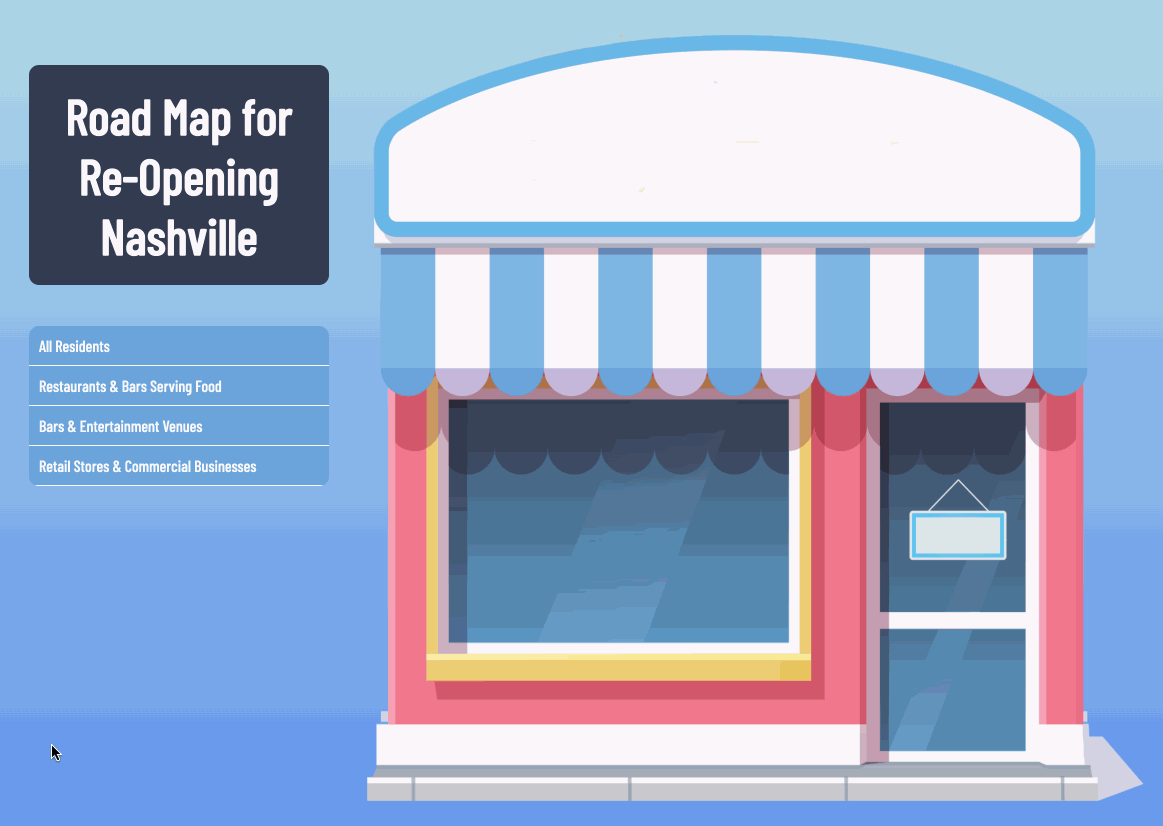 Road Map for
Re-Opening
Nashville
All Residents
Restaurants & Bars Serving Food
Bars & Entertainment Venues
Retail Stores & Commercial Businesses